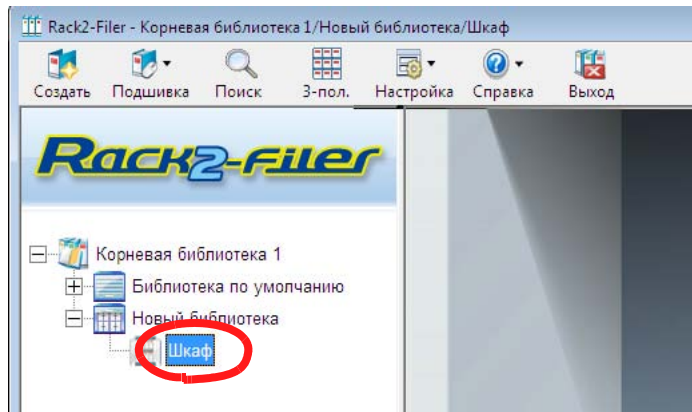 Rack2-Filer - Корневая библиотека 1/Новый библиотека/Шкаф
Создать Подшивка Поиск 3-пол. Настройка Справка Выход
Rack2-Filer
Корневая библиотека 1
Библиотека по умолчанию
Новый библиотека
Шкаф